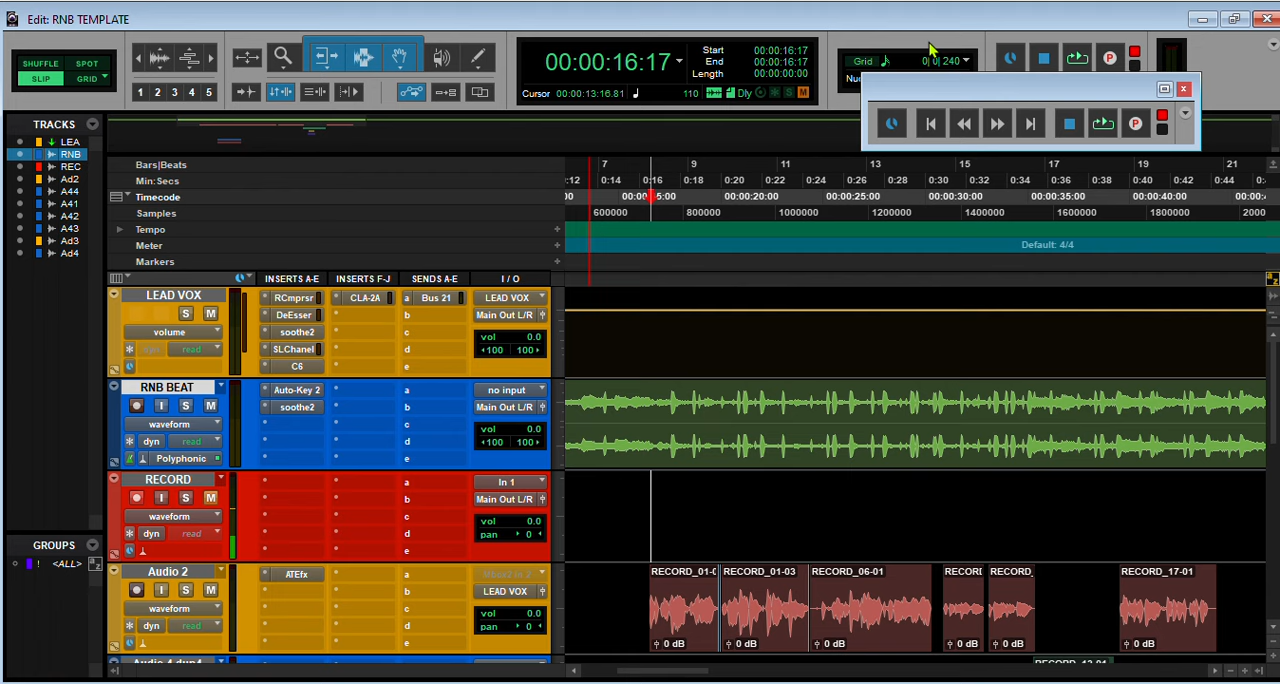 Edit: RNB TEMPLATE
SHUFFLE SPOT
SLIP GRID
1 2 3 4 5
00:00:16:17
Start 00:00:16:17
End 00:00:16:17
Length 00:00:00:00
Cursor 00:00:13:16.81 110 Dly S M
Grid 0| 0| 240
P
P
TRACKS
LEA
RNB
REC
Ad2
A44
A41
A42
A43
Ad3
Ad4
GROUPS
! <ALL>
Bars|Beats 7 9 11 13 15 17 19 21
Min:Secs :12 0:14 0:16 0:18 0:20 0:22 0:24 0:26 0:28 0:30 0:32 0:34 0:36 0:38 0:40 0:42 0:44
Timecode 00:00:20:00 00:00:25:00 00:00:30:00 00:00:35:00 00:00:40:00
Samples 600000 800000 1000000 1200000 1400000 1600000 1800000 2000
Tempo +
Meter + Default: 4/4
Markers +
INSERTS A-E INSERTS F-J SENDS A-E I / O
LEAD VOX
S M
volume
read
RCmprsr CLA-2A a Bus 21 LEAD VOX
DeEsser b Main Out L/R
soothe2 c vol 0.0
SLChanel d 100 100
C6 e
RNB BEAT
I S M
waveform
dyn read
Polyphonic
Auto-Key 2 a no input
soothe2 b Main Out L/R
c vol 0.0
d 100 100
e
RECORD
I S M
waveform
dyn read
a In 1
b Main Out L/R
c vol 0.0
d pan 0
e
Audio 2
I S M
waveform
dyn read
ATEfx a
b LEAD VOX
c vol 0.0
d pan 0
e
RECORD_01-0 RECORD_01-03 RECORD_06-01 RECORD RECORD_ RECORD_17-01
0 dB 0 dB 0 dB 0 dB 0 dB 0 dB